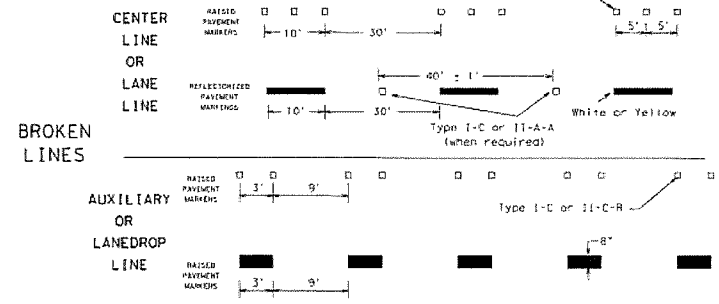 BROKEN
LINES
CENTER
LINE
OR
LANE
LINE
RAISED
PAVEMENT
MARKERS
10'
30'
5' 5'
REFLECTORIZED
PAVEMENT
MARKINGS
40' ± 1'
10'
30'
Type I-C or II-A-A
(when required)
White or Yellow
AUXILIARY
OR
LANEDROP
LINE
RAISED
PAVEMENT
MARKERS
3'
9'
Type I-C or II-C-R
RAISED
PAVEMENT
MARKERS
3'
9'
8"